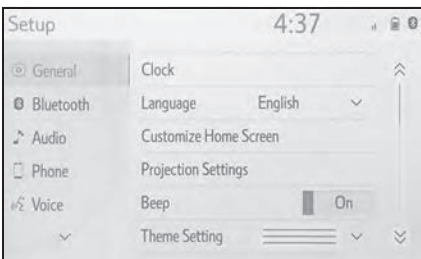 Setup 4:37
General
Bluetooth
Audio
Phone
Voice
Clock
Language English
Customize Home Screen
Projection Settings
Beep On
Theme Setting